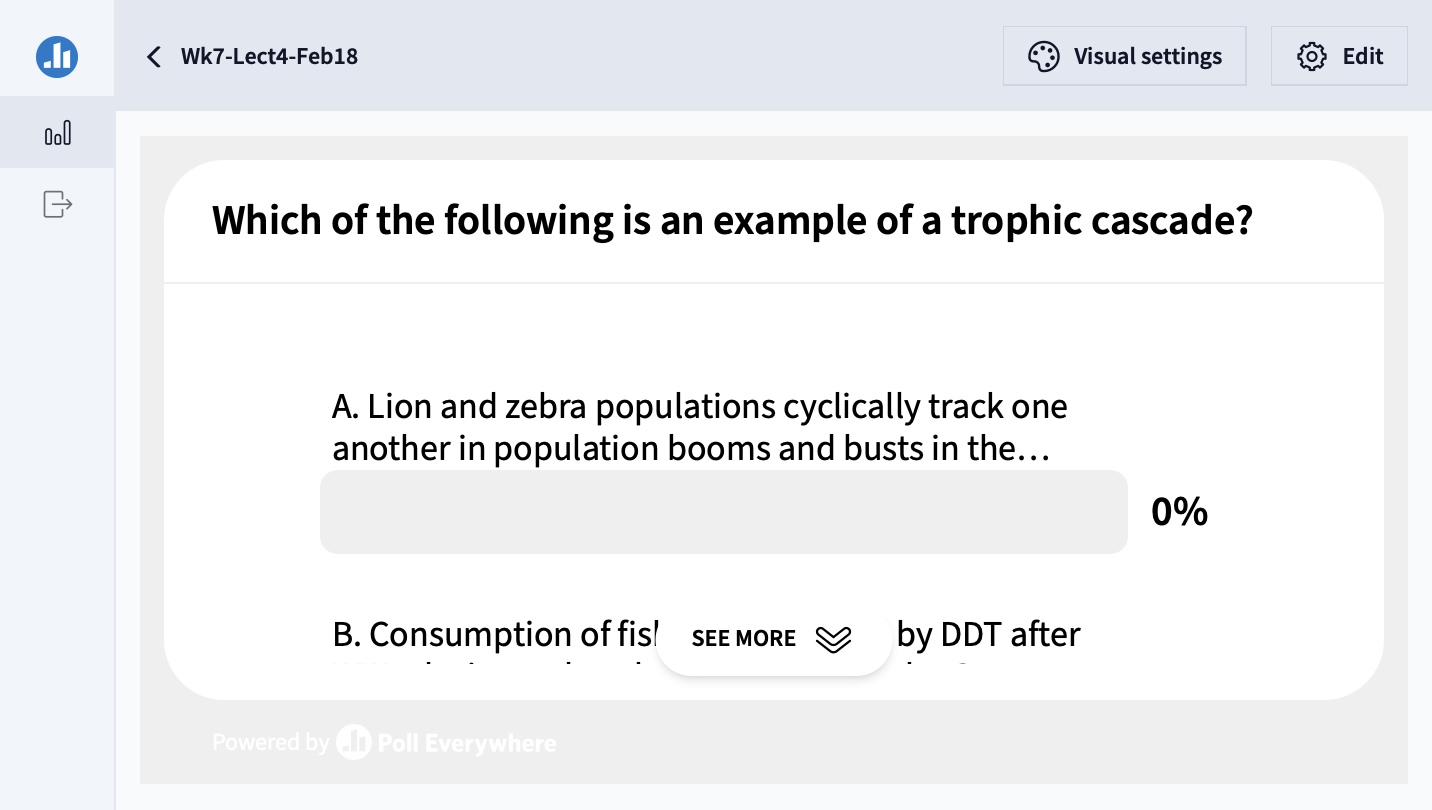 Wk7-Lect4-Feb18
Visual settings
Edit
Which of the following is an example of a trophic cascade?
A. Lion and zebra populations cyclically track one
another in population booms and busts in the…
0%
B. Consumption of by DDT after
SEE MORE
Powered by Poll Everywhere